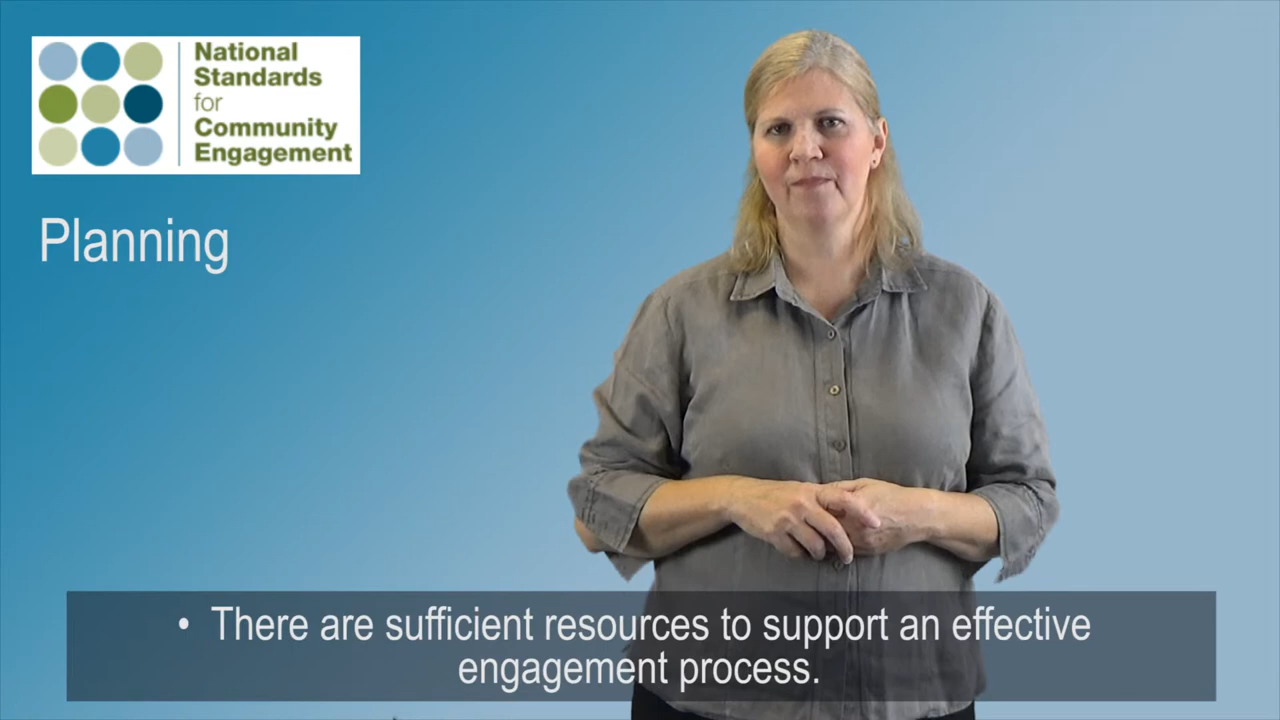 National
Standards
for
Community
Engagement
Planning
• There are sufficient resources to support an effective
engagement process.